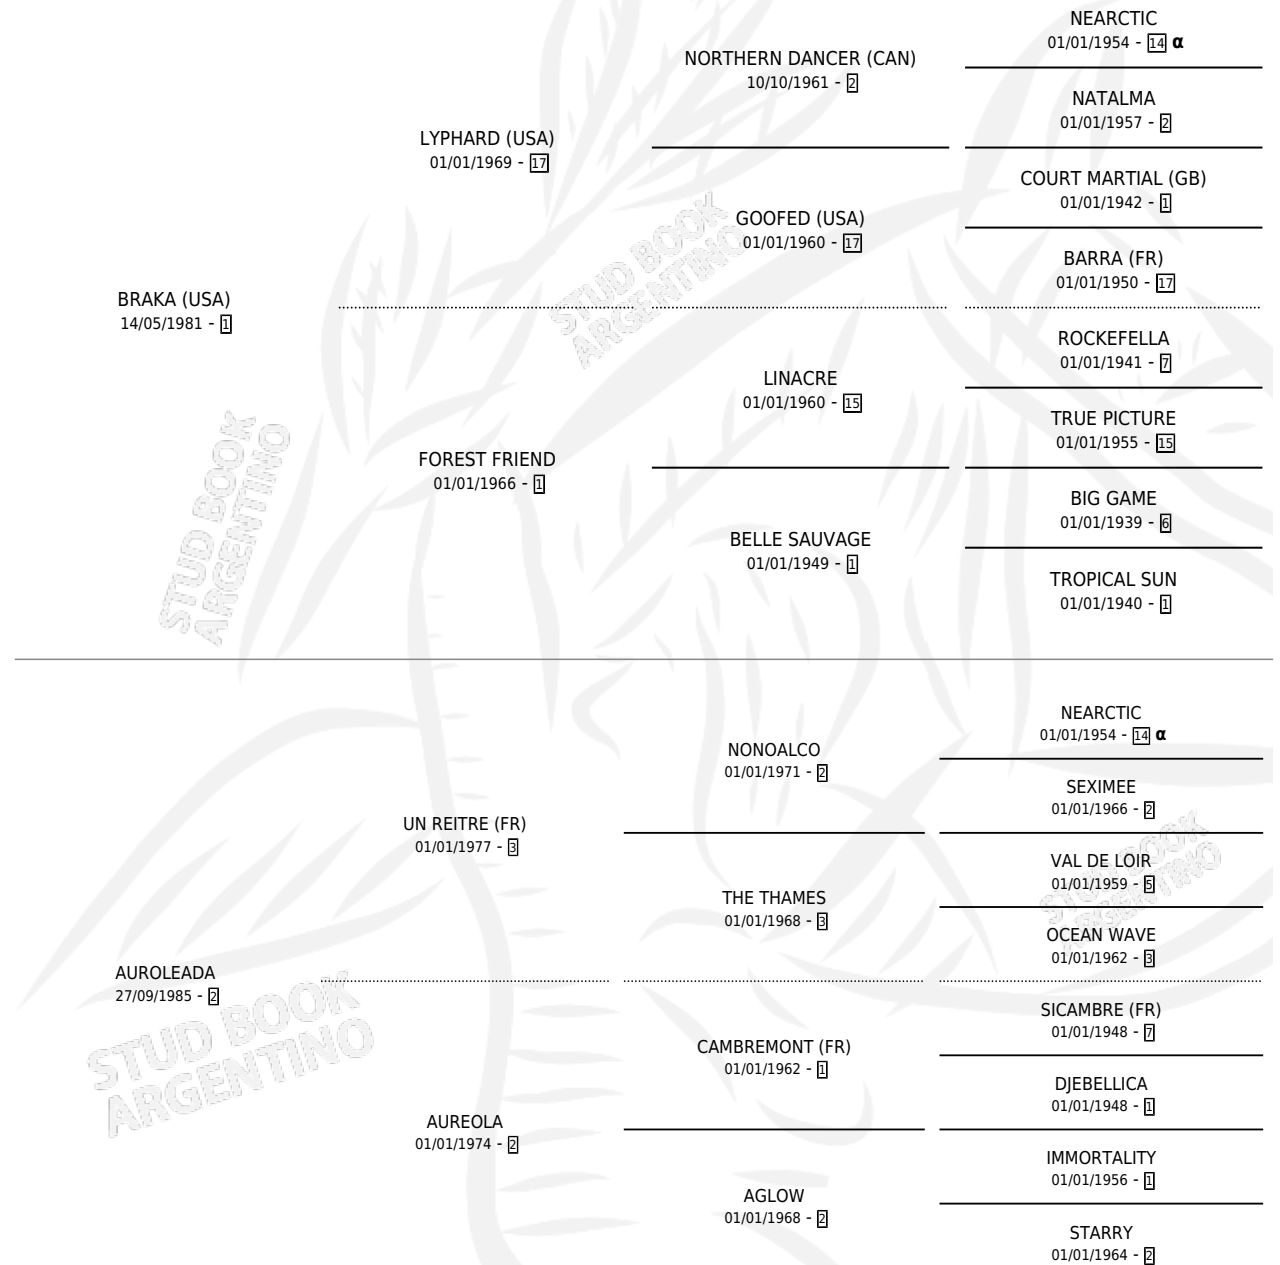 NEARCTIC
01/01/1954 - 14 α
NORTHERN DANCER (CAN)
10/10/1961 - 2
NATALMA
01/01/1957 - 2
LYPHARD (USA)
01/01/1969 - 17
COURT MARTIAL (GB)
01/01/1942 - 1
GOOFED (USA)
01/01/1960 - 17
BARRA (FR)
01/01/1950 - 17
STUD BOOK
ARGENTINO
BRAKA (USA)
14/05/1981 - 1
ROCKEFELLA
01/01/1941 - 7
LINACRE
01/01/1960 - 15
TRUE PICTURE
01/01/1955 - 15
FOREST FRIEND
01/01/1966 - 1
BIG GAME
01/01/1939 - 6
BELLE SAUVAGE
01/01/1949 - 1
TROPICAL SUN
01/01/1940 - 1
STUD BOOK
ARGENTINO
NEARCTIC
01/01/1954 - 14 α
NONOALCO
01/01/1971 - 2
SEXIMEE
01/01/1966 - 2
UN REITRE (FR)
01/01/1977 - 3
VAL DE LOIR
01/01/1959 - 5
THE THAMES
01/01/1968 - 3
OCEAN WAVE
01/01/1962 - 3
STUD BOOK
ARGENTINO
AUROLEADA
27/09/1985 - 2
SICAMBRE (FR)
01/01/1948 - 7
CAMBREMONT (FR)
01/01/1962 - 1
DJEBELLICA
01/01/1948 - 1
STUD BOOK
ARGENTINO
AUREOLA
01/01/1974 - 2
IMMORTALITY
01/01/1956 - 1
AGLOW
01/01/1968 - 2
STARRY
01/01/1964 - 2